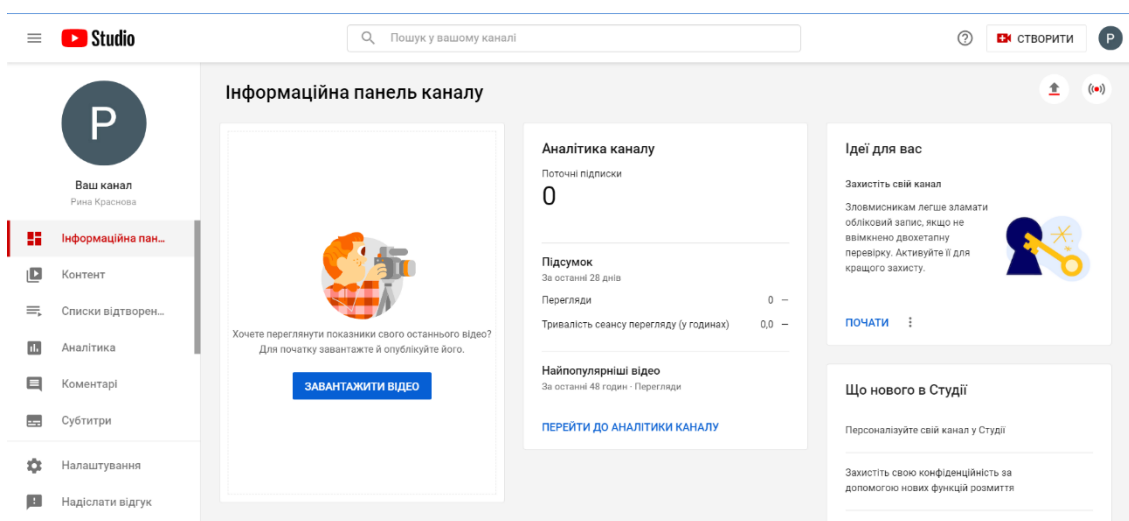 Studio
Пошук у вашому каналі
СТВОРИТИ
P
P
Ваш канал
Рина Краснова
Інформаційна пан...
Контент
Списки відтворен...
Аналітика
Коментарі
Субтитри
Налаштування
Надіслати відгук
Інформаційна панель каналу
Хочете переглянути показники свого останнього відео?
Для початку завантажте й опублікуйте його.
ЗАВАНТАЖИТИ ВІДЕО
Аналітика каналу
Поточні підписки
0
Підсумок
За останні 28 днів
Перегляди 0 —
Тривалість сеансу перегляду (у годинах) 0,0 —
Найпопулярніші відео
За останні 48 годин · Перегляди
ПЕРЕЙТИ ДО АНАЛІТИКИ КАНАЛУ
Ідеї для вас
Захистіть свій канал
Зловмисникам легше зламати
обліковий запис, якщо не
ввімкнено двохетапну
перевірку. Активуйте її для
кращого захисту.
ПОЧАТИ
Що нового в Студії
Персоналізуйте свій канал у Студії
Захистіть свою конфіденційність за
допомогою нових функцій розмиття